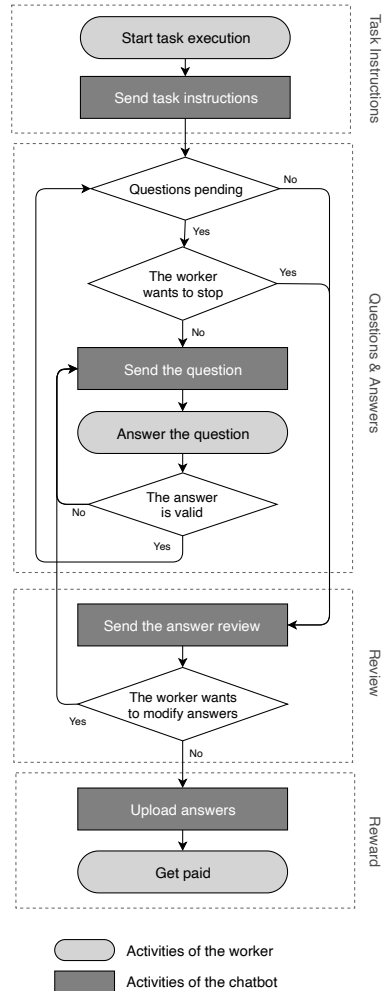 Start task execution
Send task instructions
Task Instructions
Questions pending
No
Yes
The worker
wants to stop
Yes
No
Send the question
Questions & Answers
Answer the question
The answer
is valid
No
Yes
Send the answer review
Review
The worker wants
to modify answers
Yes
No
Upload answers
Reward
Get paid
Activities of the worker
Activities of the chatbot